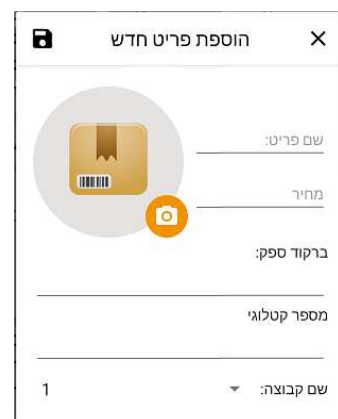 הוספת פריט חדש
שם פריט:
מחיר
ברקוד ספק:
מספר קטלוגי
שם קבוצה: 1